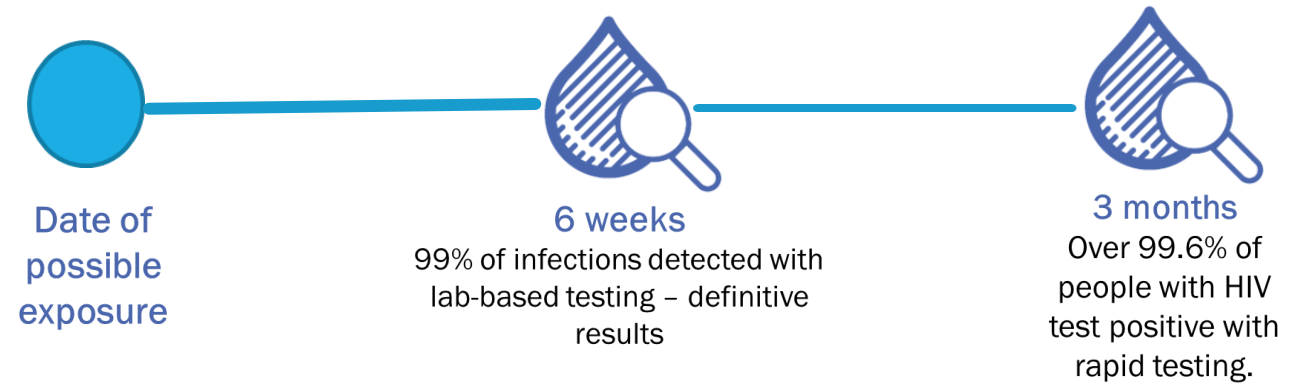 Date of
possible
exposure
6 weeks
99% of infections detected with
lab-based testing – definitive
results
3 months
Over 99.6% of
people with HIV
test positive with
rapid testing.